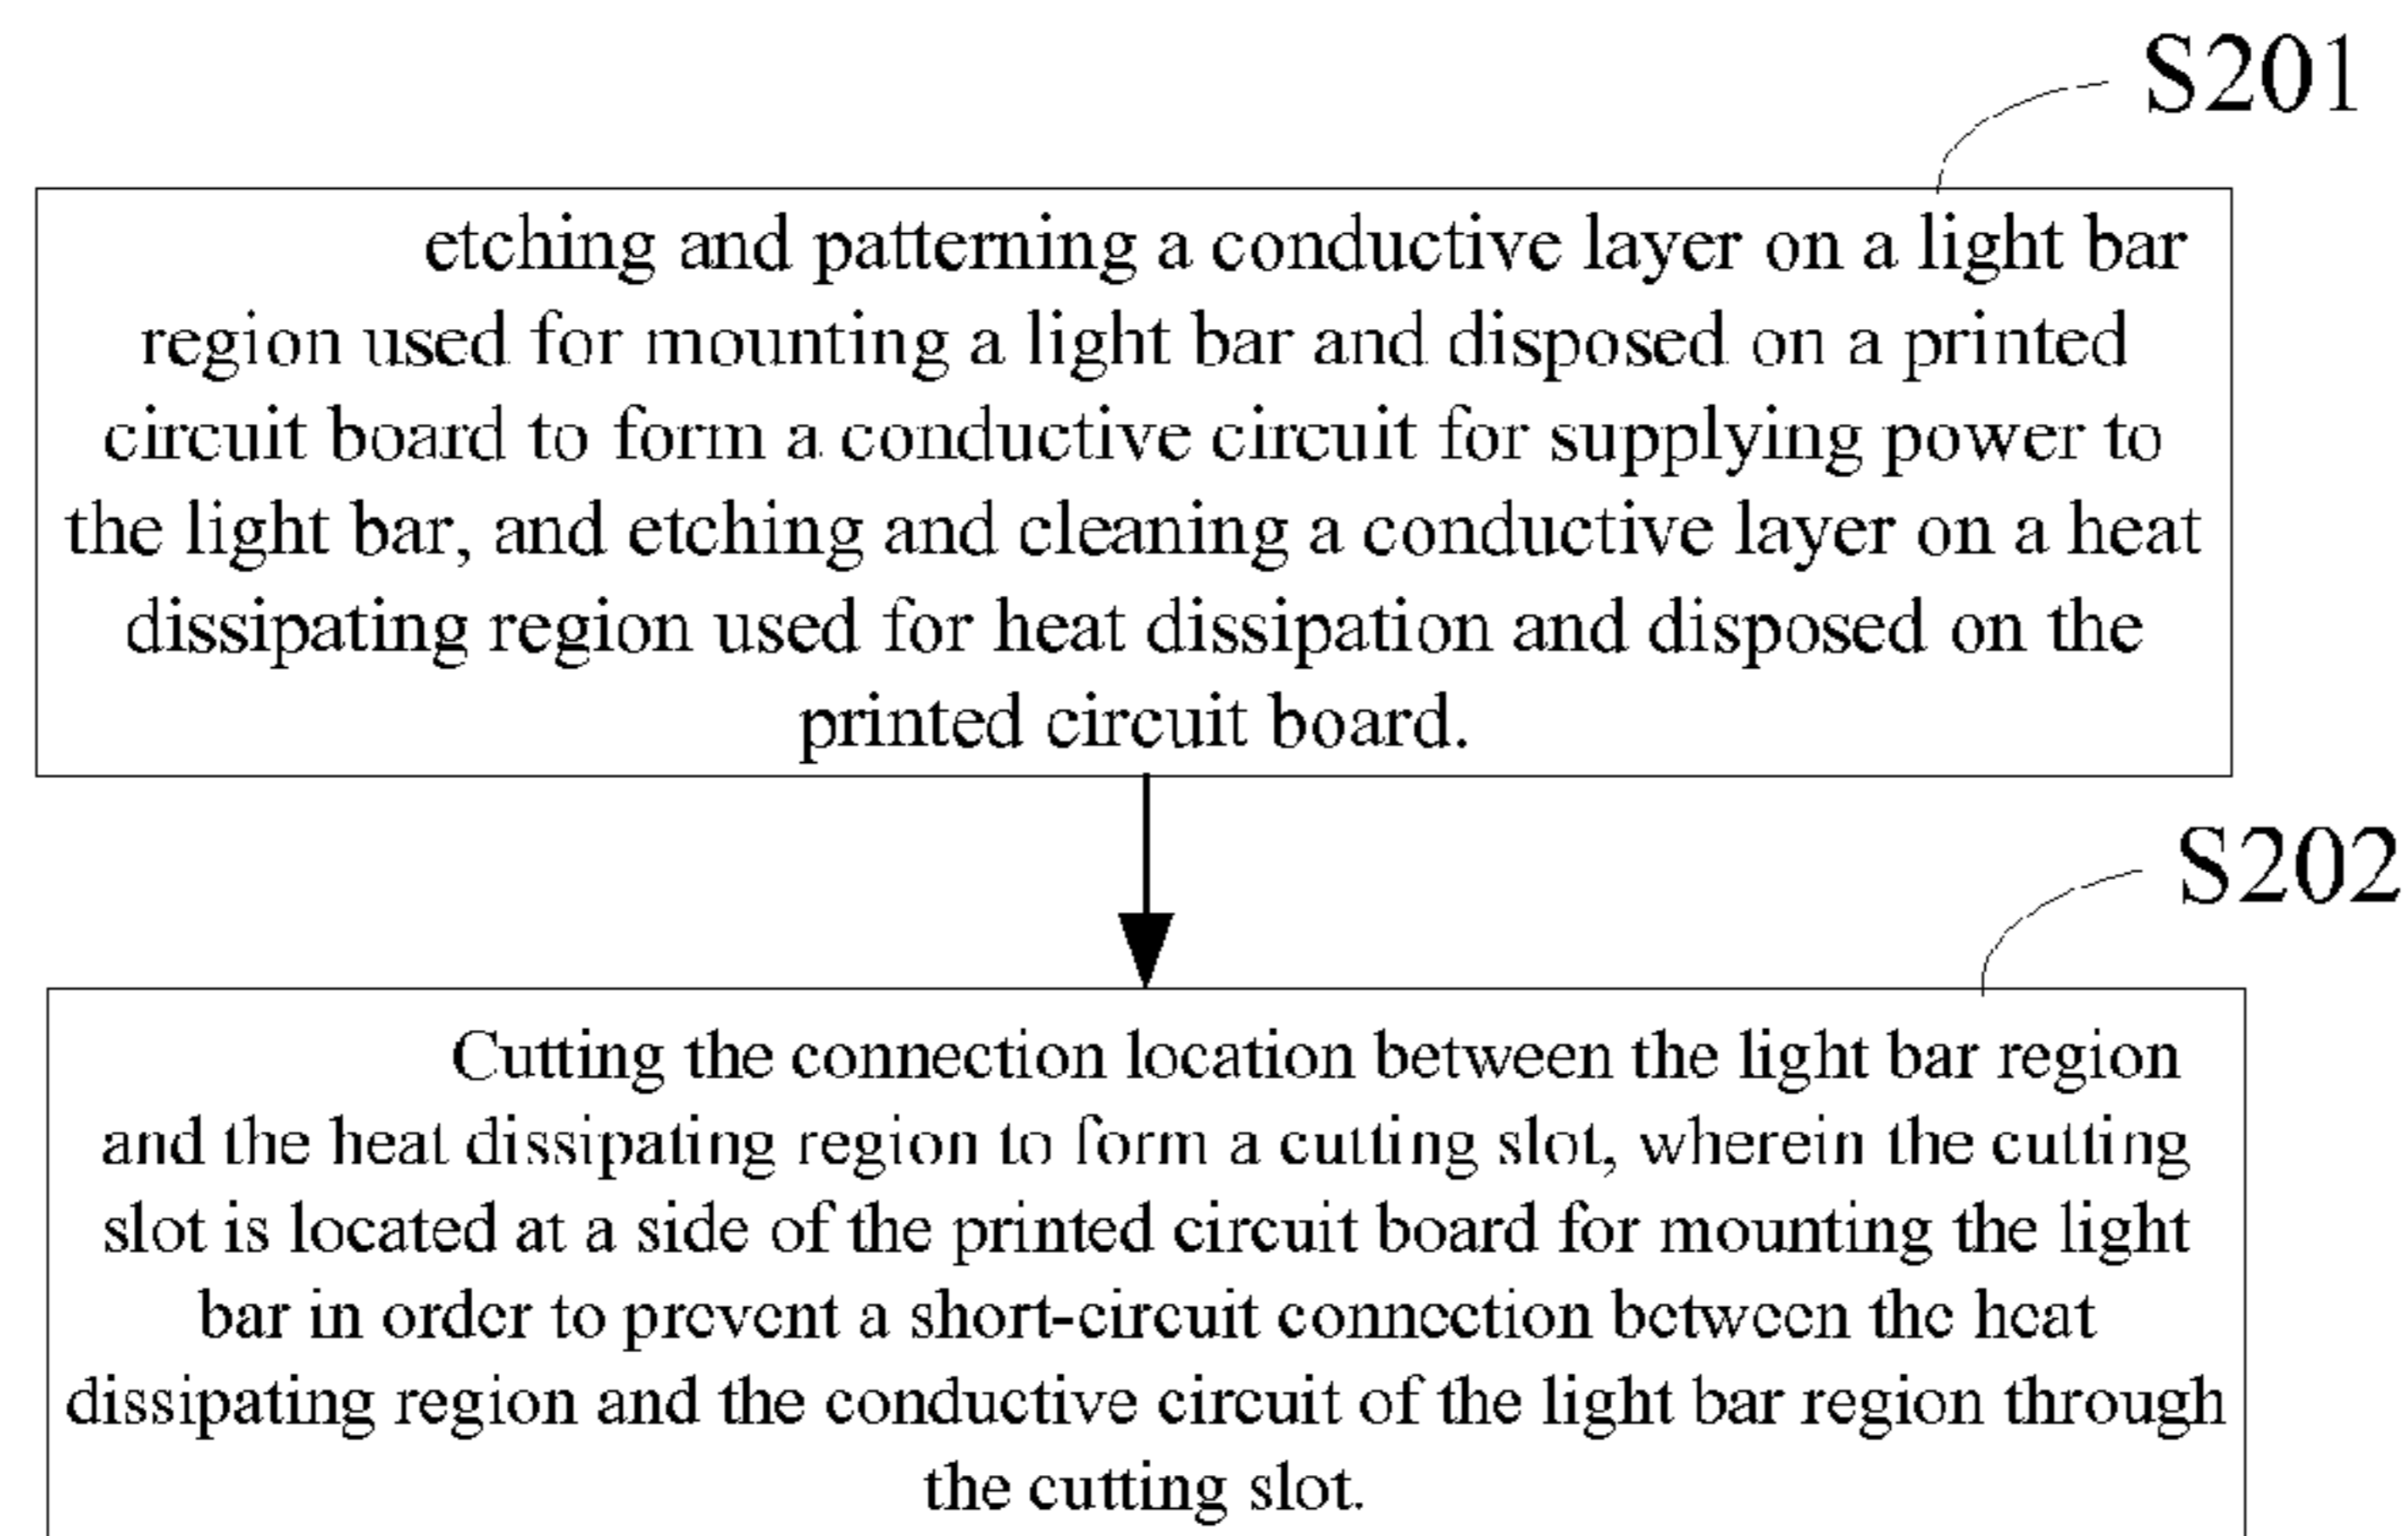 S201
etching and patterning a conductive layer on a light bar
region used for mounting a light bar and disposed on a printed
circuit board to form a conductive circuit for supplying power to
the light bar, and etching and cleaning a conductive layer on a heat
dissipating region used for heat dissipation and disposed on the
printed circuit board.
S202
Cutting the connection location between the light bar region
and the heat dissipating region to form a cutting slot, wherein the cutting
slot is located at a side of the printed circuit board for mounting the light
bar in order to prevent a short-circuit connection between the heat
dissipating region and the conductive circuit of the light bar region through
the cutting slot.